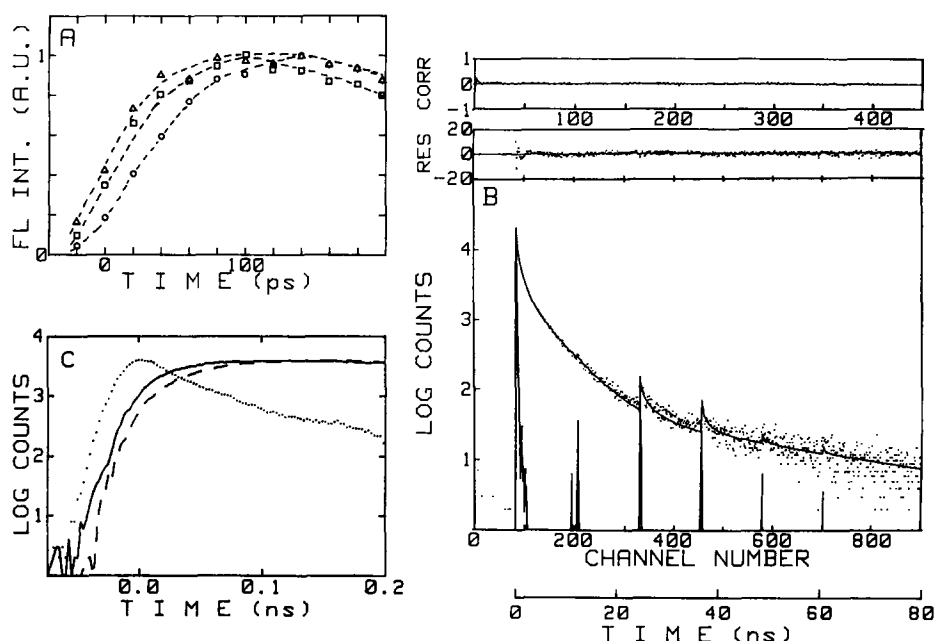 A
FL INT. (A.U.)
1
0
0
100
T I M E (ps)
CORR
1
0
-1
100
200
300
400
RES
20
0
-20
B
LOG COUNTS
4
3
2
1
0
200
400
600
800
CHANNEL NUMBER
0
20
40
60
80
T I M E (ns)
C
LOG COUNTS
4
3
2
1
0.0
0.1
0.2
T I M E (ns)